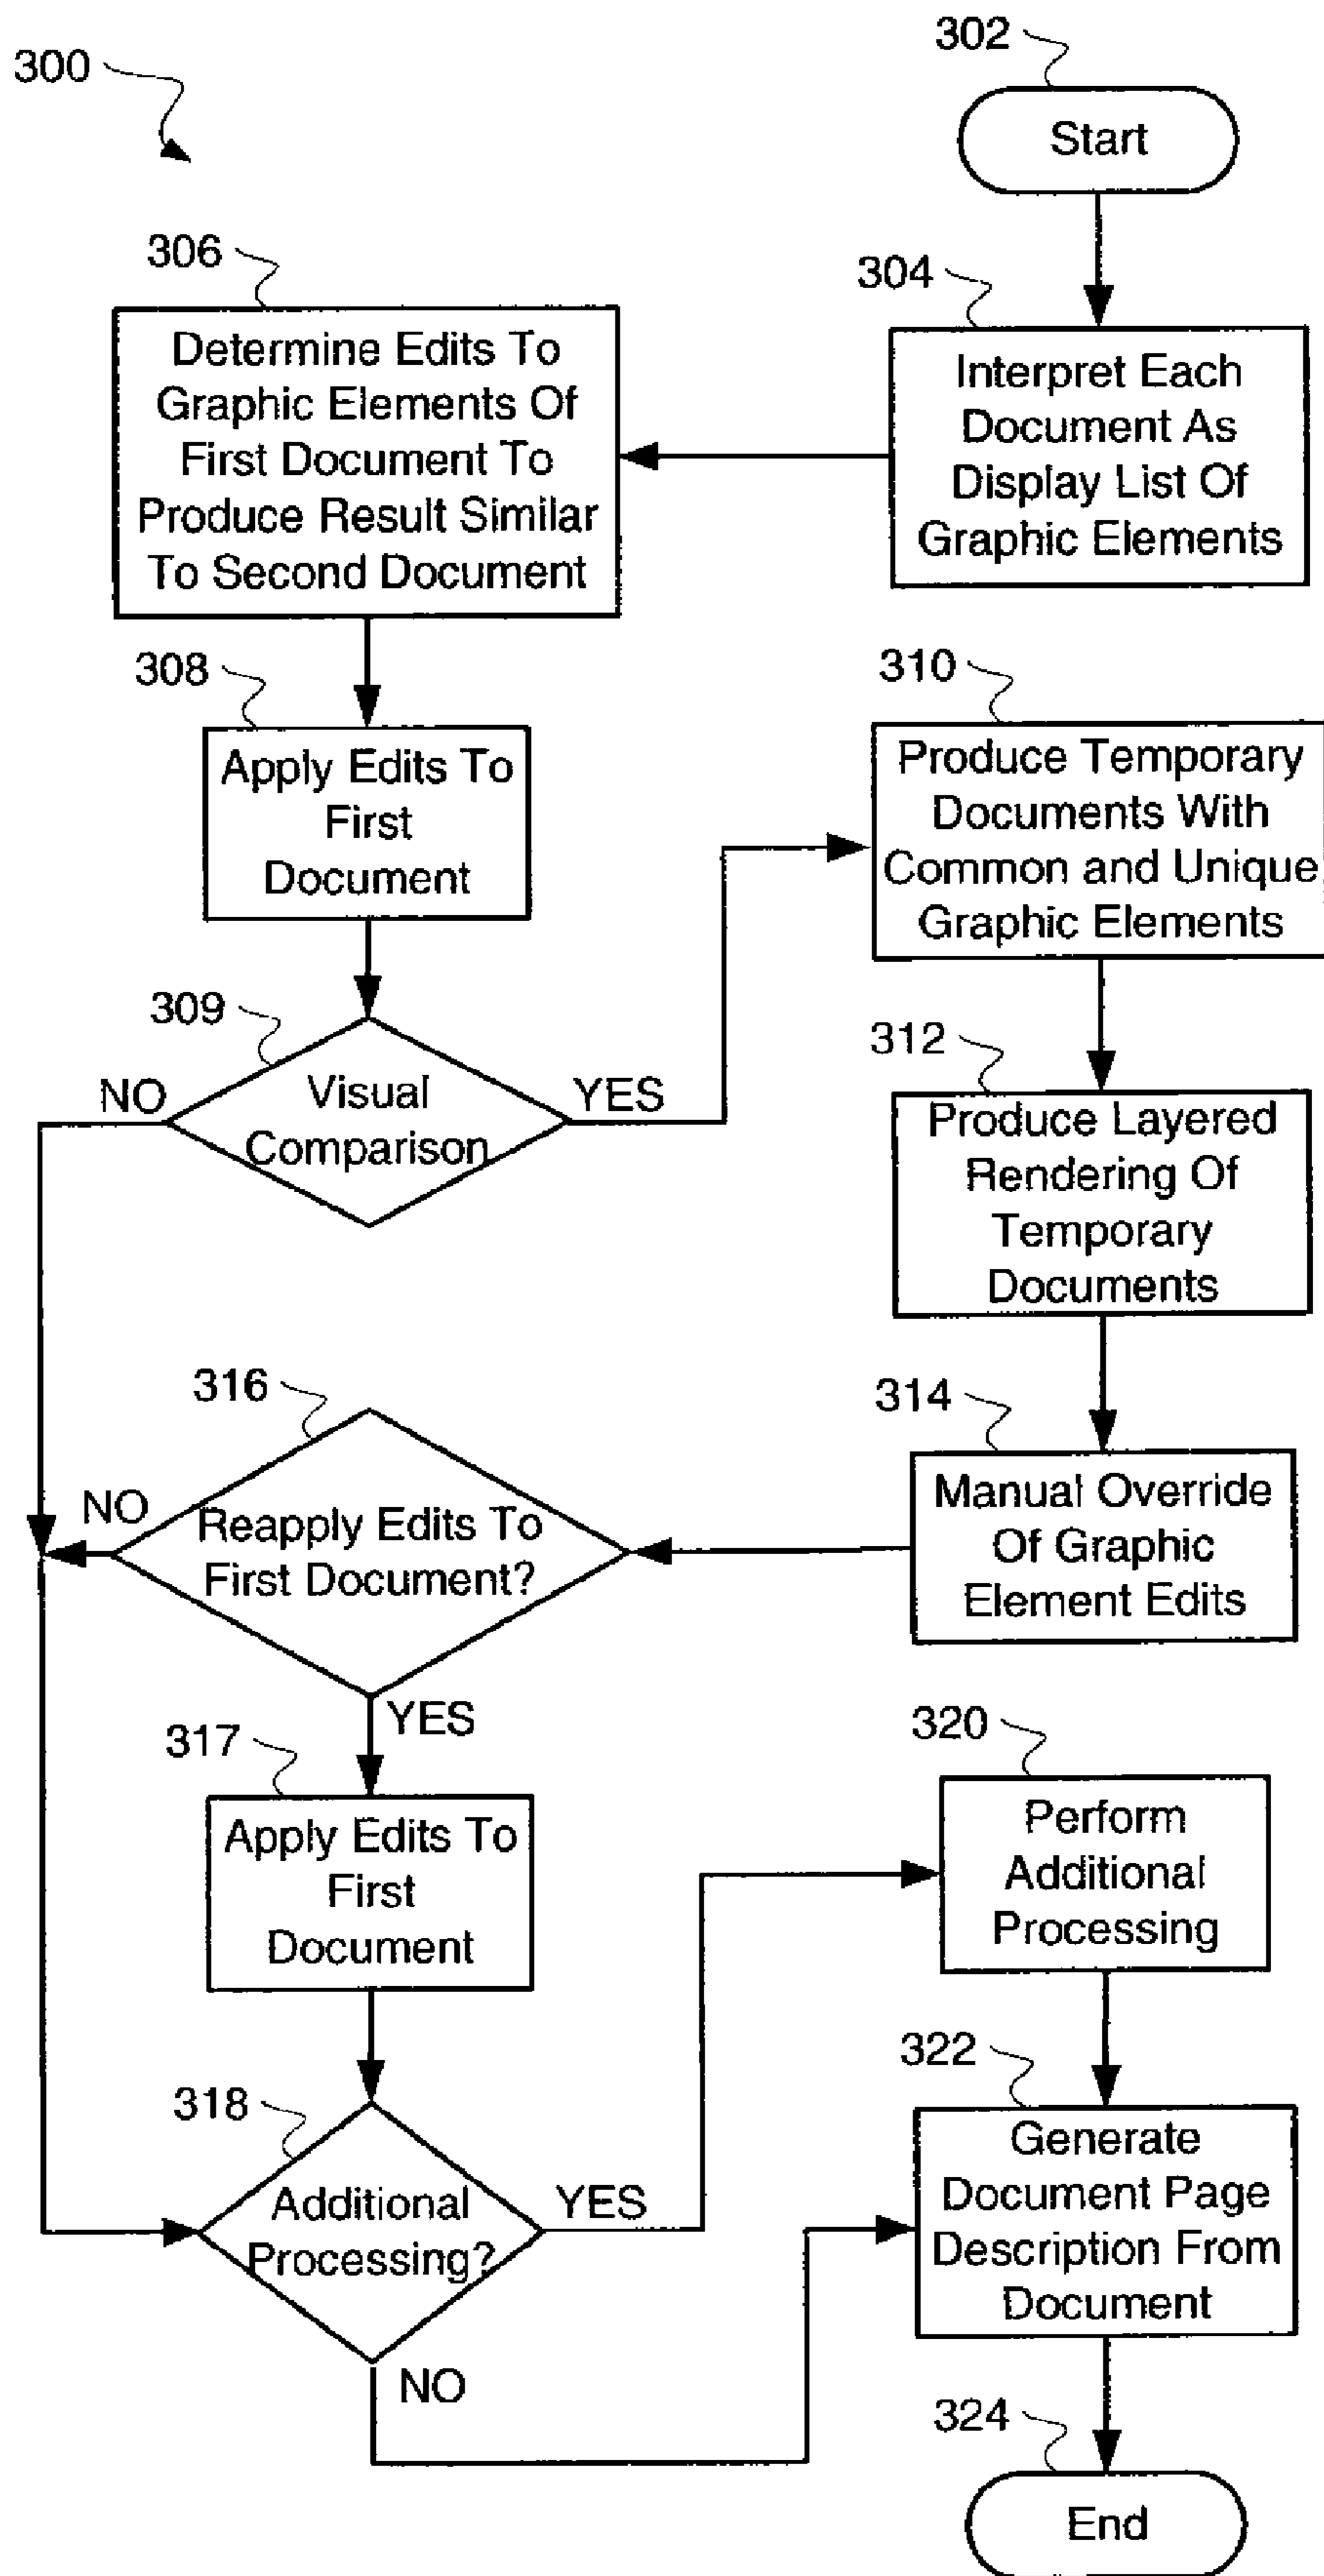 300
302
Start
304
Interpret Each
Document As
Display List Of
Graphic Elements
306
Determine Edits To
Graphic Elements Of
First Document To
Produce Result Similar
To Second Document
308
Apply Edits To
First
Document
309
Visual
Comparison
NO
YES
310
Produce Temporary
Documents With
Common and Unique
Graphic Elements
312
Produce Layered
Rendering Of
Temporary
Documents
314
Manual Override
Of Graphic
Element Edits
316
Reapply Edits To
First Document?
NO
YES
317
Apply Edits To
First
Document
318
Additional
Processing?
YES
NO
320
Perform
Additional
Processing
322
Generate
Document Page
Description From
Document
324
End